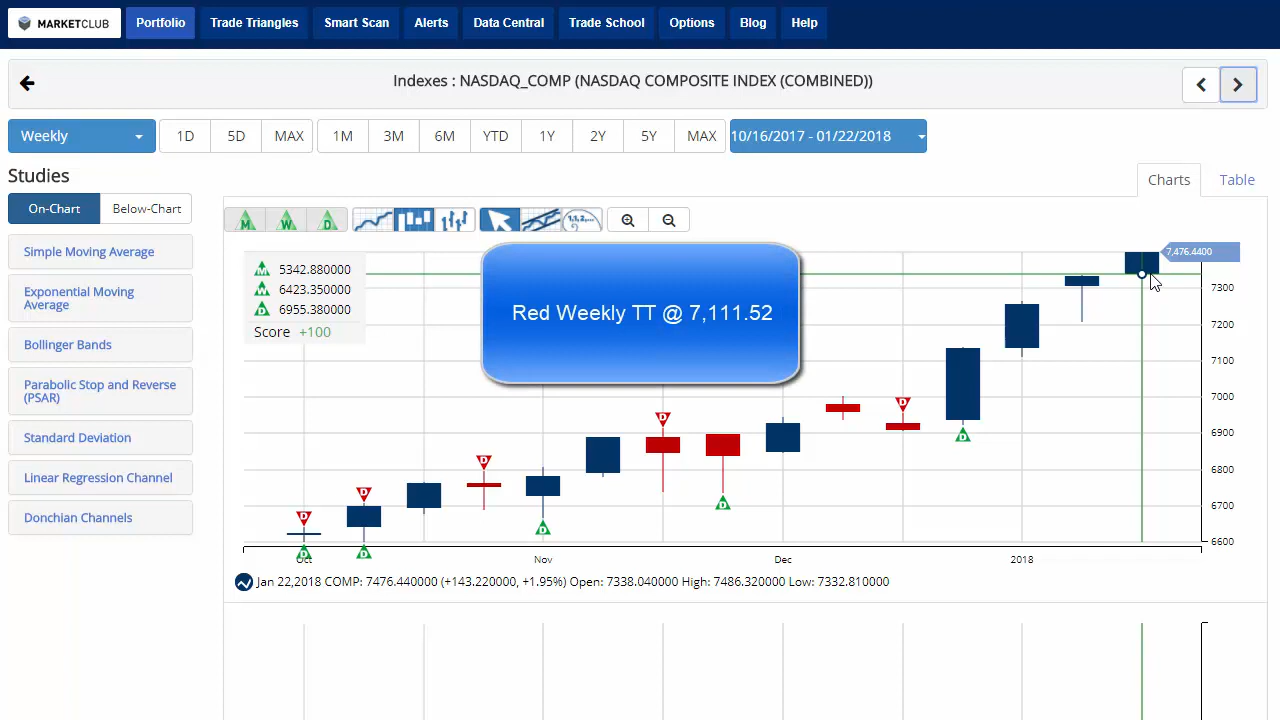 MARKETCLUB
Portfolio
Trade Triangles
Smart Scan
Alerts
Data Central
Trade School
Options
Blog
Help
Indexes : NASDAQ_COMP (NASDAQ COMPOSITE INDEX (COMBINED))
Weekly
1D
5D
MAX
1M
3M
6M
YTD
1Y
2Y
5Y
MAX
10/16/2017 - 01/22/2018
Studies
Charts
Table
On-Chart
Below-Chart
Simple Moving Average
Exponential Moving
Average
Bollinger Bands
Parabolic Stop and Reverse
(PSAR)
Standard Deviation
Linear Regression Channel
Donchian Channels
M
W
D
M 5342.880000
W 6423.350000
D 6955.380000
Score +100
Red Weekly TT @ 7,111.52
7,476.4400
7300
7200
7100
7000
6900
6800
6700
6600
D
D
D
D
D
D
D
D
D
D
Oct
Nov
Dec
2018
Jan 22,2018 COMP: 7476.440000 (+143.220000, +1.95%) Open: 7338.040000 High: 7486.320000 Low: 7332.810000